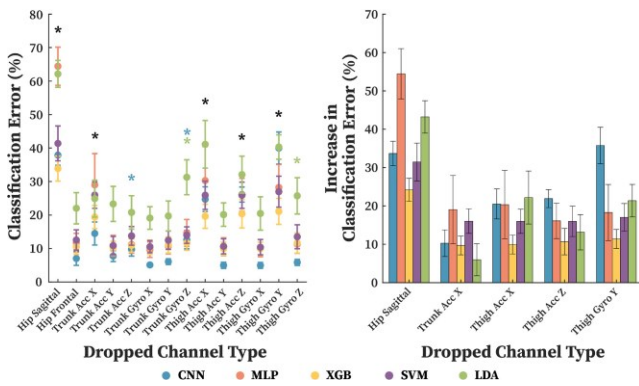 Classification Error (%)
80
70
60
50
40
30
20
10
0
*
*
*
*
*
*
*
*
*
Hip Sagittal
Hip Frontal
Trunk Acc X
Trunk Acc Y
Trunk Acc Z
Trunk Gyro X
Trunk Gyro Y
Trunk Gyro Z
Thigh Acc X
Thigh Acc Y
Thigh Acc Z
Thigh Gyro X
Thigh Gyro Y
Thigh Gyro Z
Dropped Channel Type
Increase in
Classification Error (%)
70
60
50
40
30
20
10
0
Hip Sagittal
Trunk Acc X
Thigh Acc X
Thigh Acc Z
Thigh Gyro Y
Dropped Channel Type
CNN MLP XGB SVM LDA